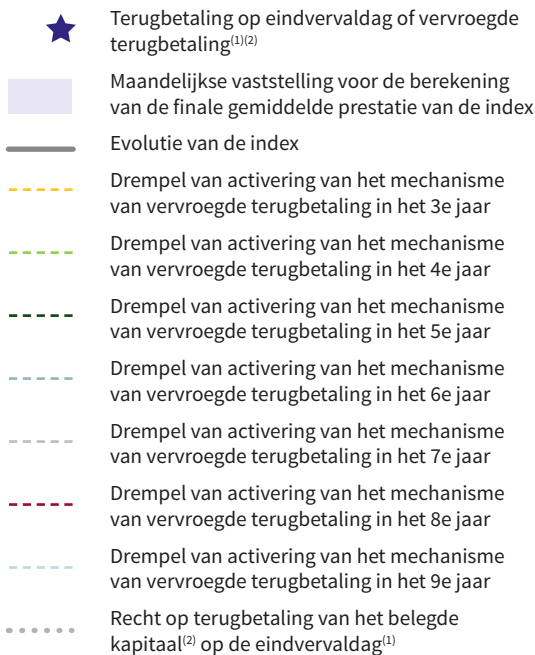 Terugbetaling op eindvervaldag of vervroegde
terugbetaling(1)(2)
Maandelijkse vaststelling voor de berekening
van de finale gemiddelde prestatie van de index
Evolutie van de index
Drempel van activering van het mechanisme
van vervroegde terugbetaling in het 3e jaar
Drempel van activering van het mechanisme
van vervroegde terugbetaling in het 4e jaar
Drempel van activering van het mechanisme
van vervroegde terugbetaling in het 5e jaar
Drempel van activering van het mechanisme
van vervroegde terugbetaling in het 6e jaar
Drempel van activering van het mechanisme
van vervroegde terugbetaling in het 7e jaar
Drempel van activering van het mechanisme
van vervroegde terugbetaling in het 8e jaar
Drempel van activering van het mechanisme
van vervroegde terugbetaling in het 9e jaar
Recht op terugbetaling van het belegde
kapitaal(2) op de eindvervaldag(1)